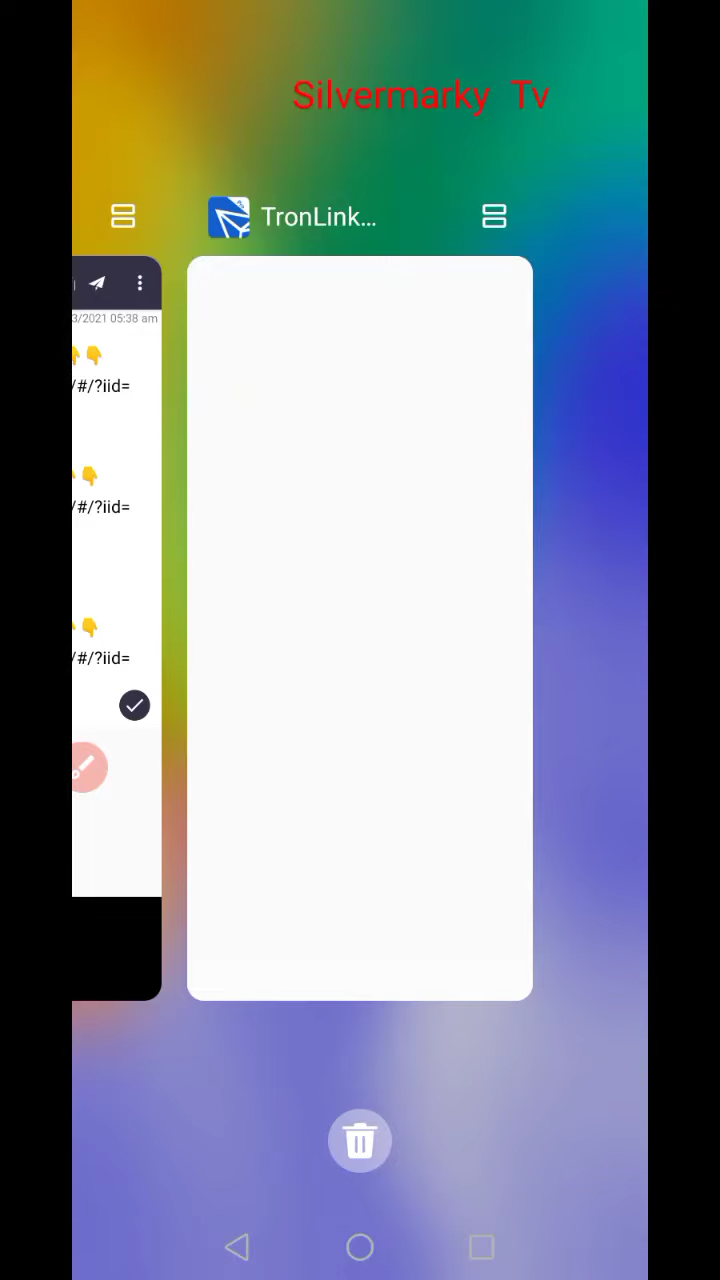 Silvermarky Tv
TronLink...
3/2021 05:38 am
👇👇
/#/?iid=
👇
/#/?iid=
👇
/#/?iid=